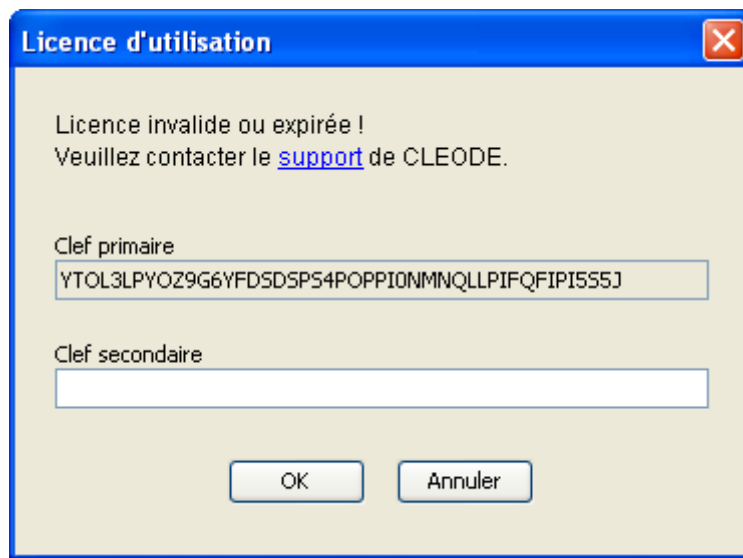 Licence d'utilisation
Licence invalide ou expirée !
Veuillez contacter le support de CLEODE.
Clef primaire
YTOL3LPYOZ9G6YFDSDSPS4POPPI0NMNQLLPIFQFIPI5S5J
Clef secondaire
OK
Annuler